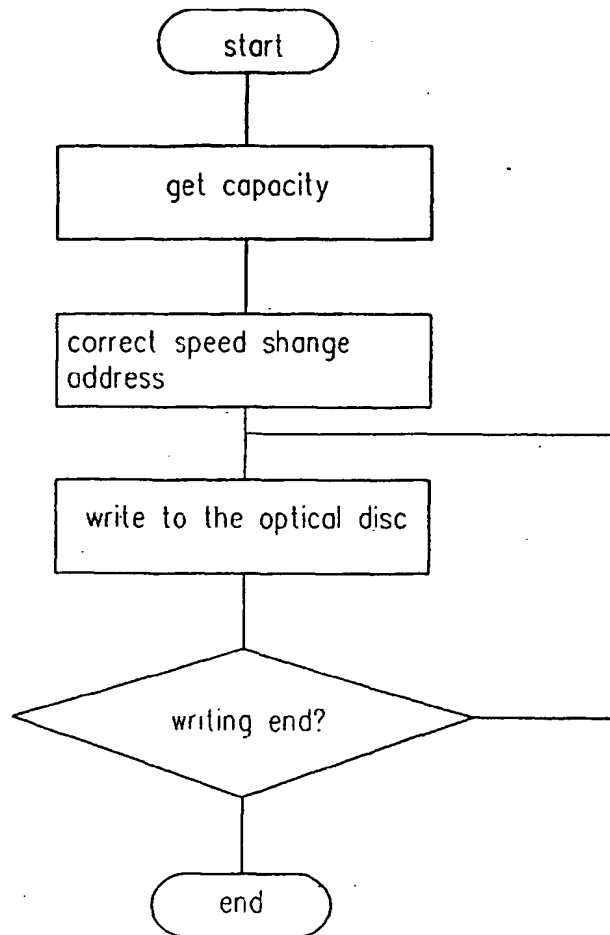 start
get capacity
correct speed shange
address
write to the optical disc
writing end?
end